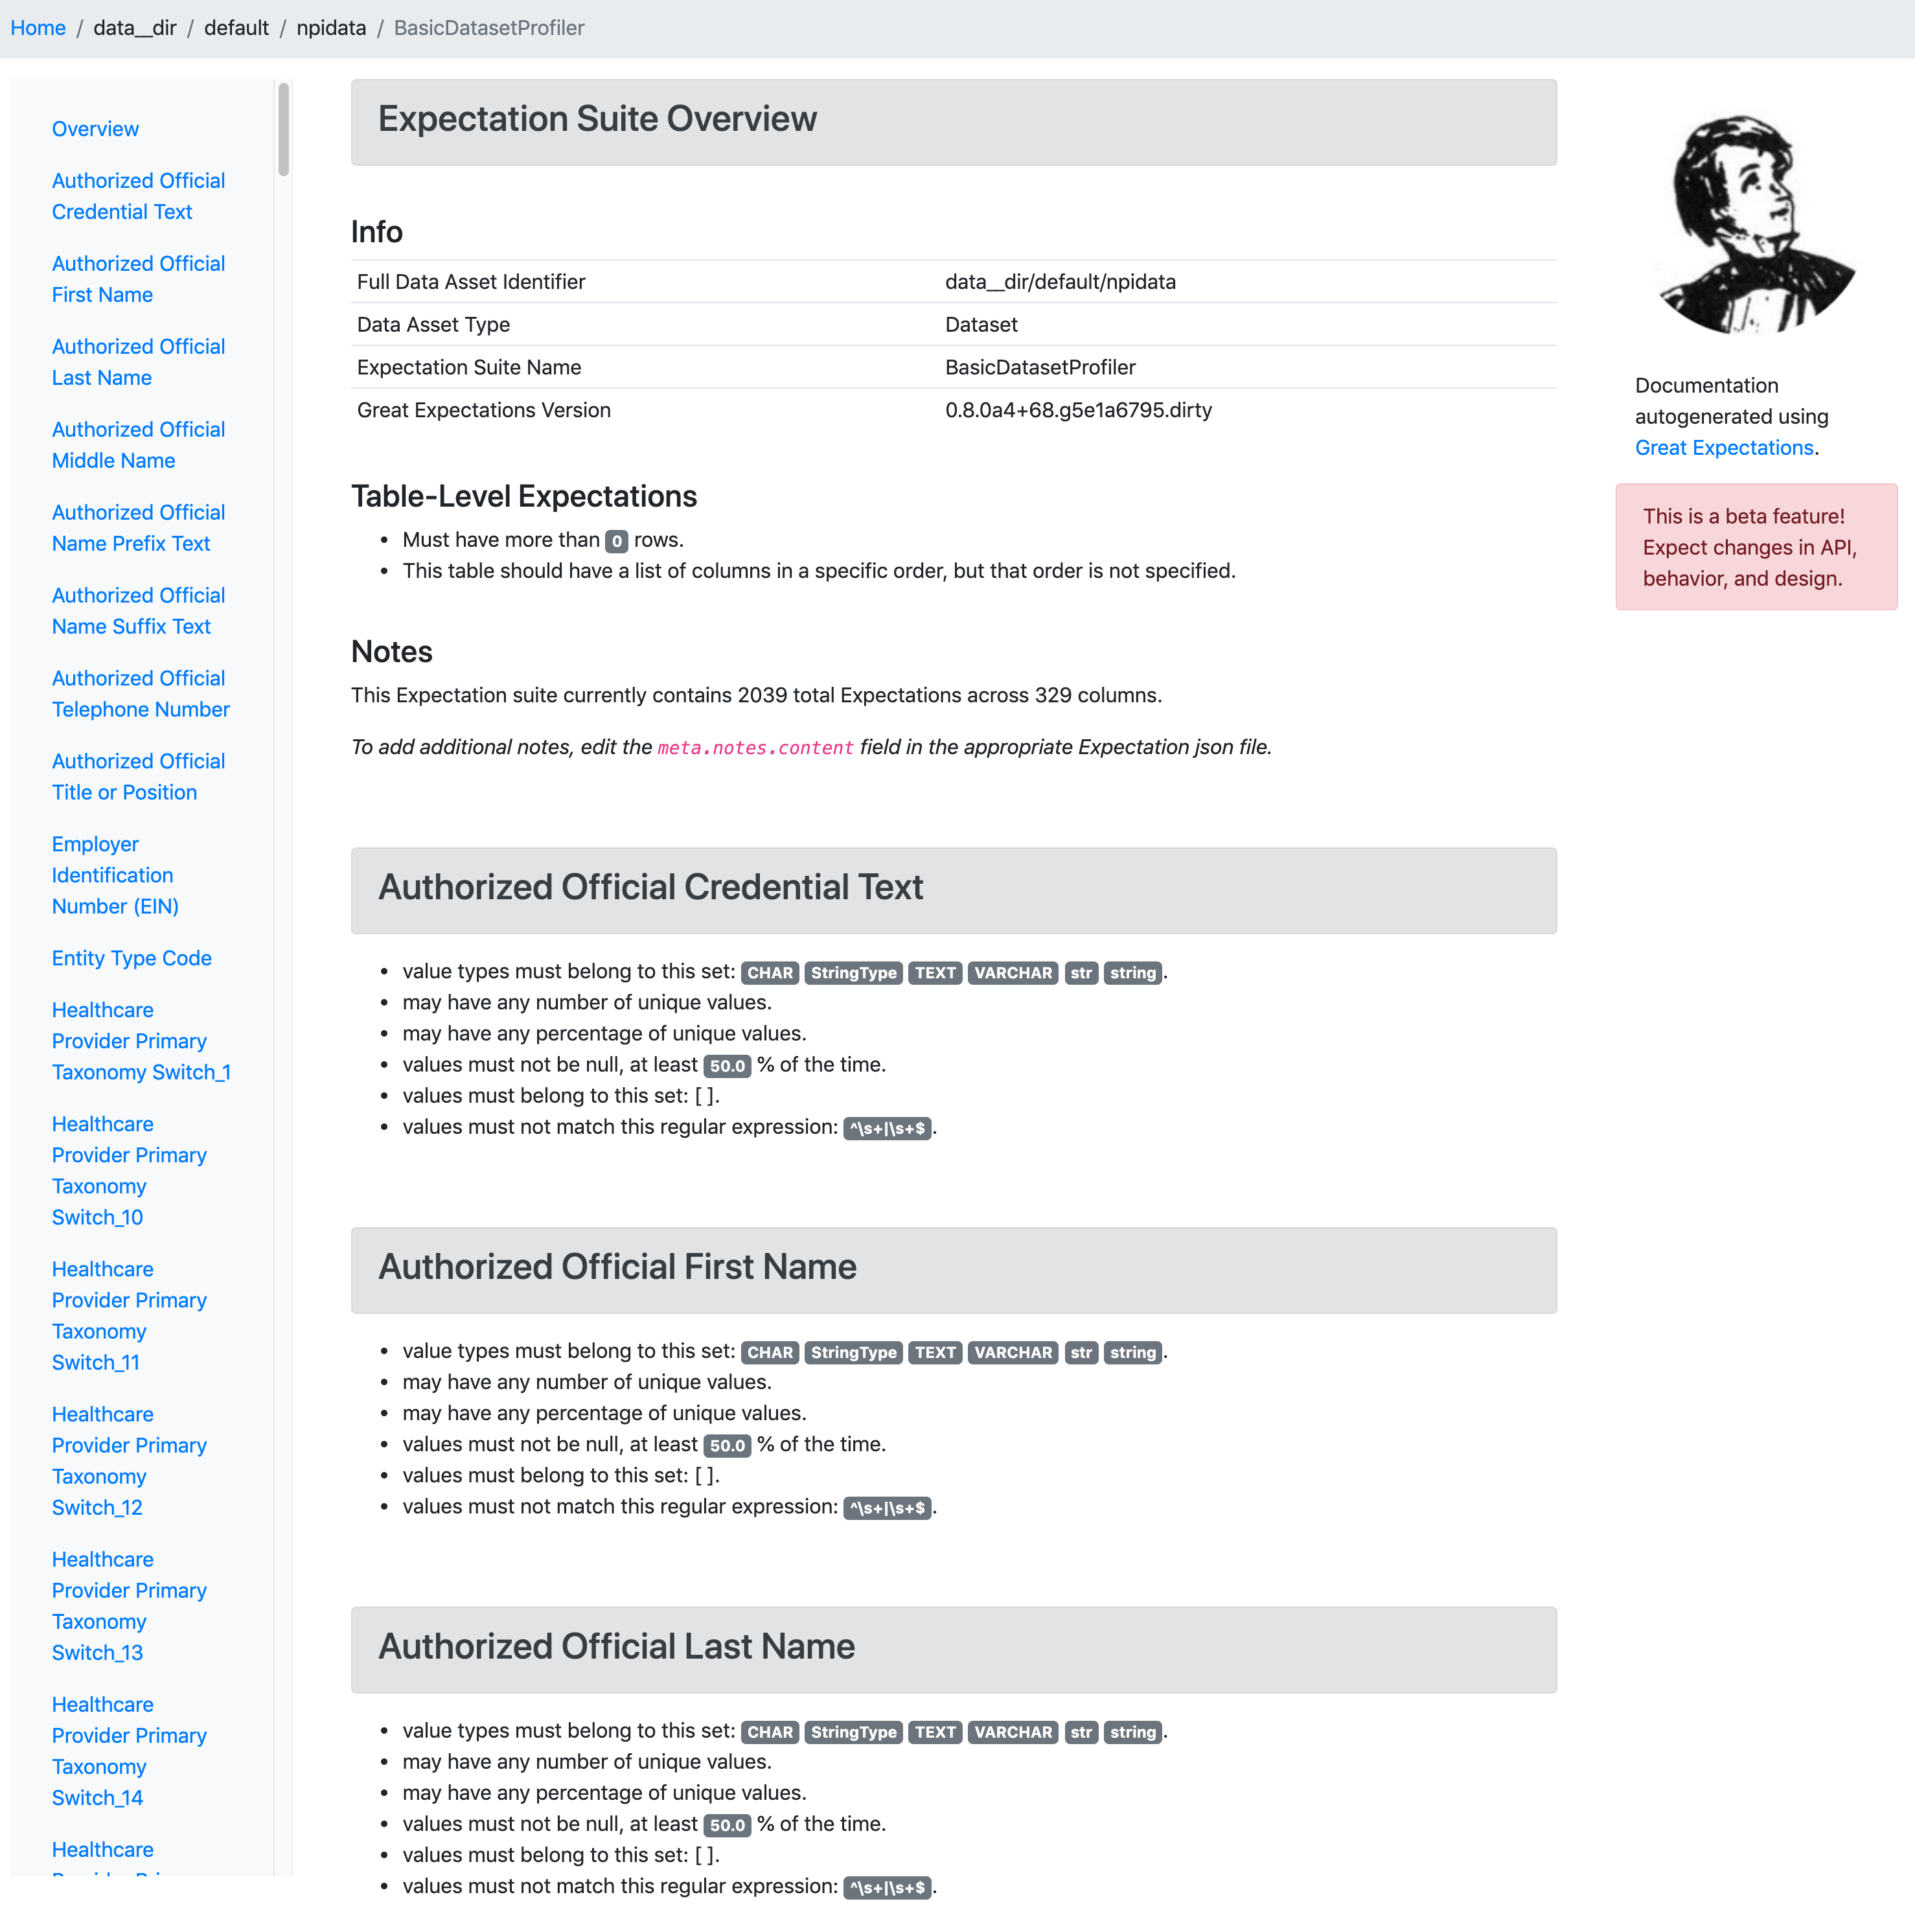 Home / data__dir / default / npidata / BasicDatasetProfiler
Overview
Authorized Official
Credential Text
Authorized Official
First Name
Authorized Official
Last Name
Authorized Official
Middle Name
Authorized Official
Name Prefix Text
Authorized Official
Name Suffix Text
Authorized Official
Telephone Number
Authorized Official
Title or Position
Employer
Identification
Number (EIN)
Entity Type Code
Healthcare
Provider Primary
Taxonomy Switch_1
Healthcare
Provider Primary
Taxonomy
Switch_10
Healthcare
Provider Primary
Taxonomy
Switch_11
Healthcare
Provider Primary
Taxonomy
Switch_12
Healthcare
Provider Primary
Taxonomy
Switch_13
Healthcare
Provider Primary
Taxonomy
Switch_14
Healthcare
Expectation Suite Overview
Info
Full Data Asset Identifier data__dir/default/npidata
Data Asset Type Dataset
Expectation Suite Name BasicDatasetProfiler
Great Expectations Version 0.8.0a4+68.g5e1a6795.dirty
Table-Level Expectations
• Must have more than 0 rows.
• This table should have a list of columns in a specific order, but that order is not specified.
Notes
This Expectation suite currently contains 2039 total Expectations across 329 columns.
To add additional notes, edit the meta.notes.content field in the appropriate Expectation json file.
Authorized Official Credential Text
• value types must belong to this set: CHAR StringType TEXT VARCHAR str string.
• may have any number of unique values.
• may have any percentage of unique values.
• values must not be null, at least 50.0 % of the time.
• values must belong to this set: [ ].
• values must not match this regular expression: ^\s+|\s+$.
Authorized Official First Name
• value types must belong to this set: CHAR StringType TEXT VARCHAR str string.
• may have any number of unique values.
• may have any percentage of unique values.
• values must not be null, at least 50.0 % of the time.
• values must belong to this set: [ ].
• values must not match this regular expression: ^\s+|\s+$.
Authorized Official Last Name
• value types must belong to this set: CHAR StringType TEXT VARCHAR str string.
• may have any number of unique values.
• may have any percentage of unique values.
• values must not be null, at least 50.0 % of the time.
• values must belong to this set: [ ].
• values must not match this regular expression: ^\s+|\s+$.
Documentation
autogenerated using
Great Expectations.
This is a beta feature!
Expect changes in API,
behavior, and design.